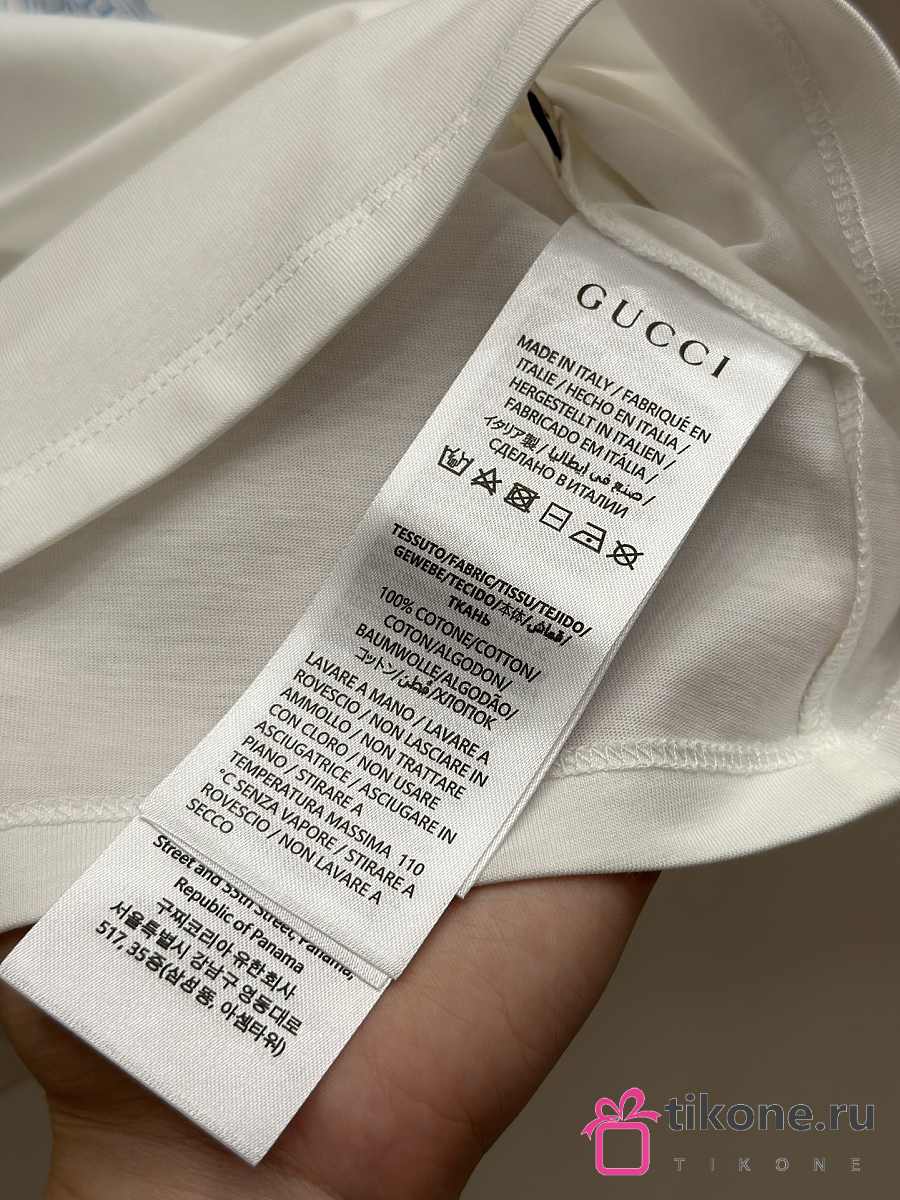 GUCCI
MADE IN ITALY / FABRIQUÉ EN
ITALIE / HECHO EN ITALIA /
HERGESTELLT IN ITALIEN /
FABRICADO EM ITÁLIA /
イタリア製 / صنع في إيطاليا /
СДЕЛАНО В ИТАЛИИ
TESSUTO/FABRIC/TISSU/TEJIDO/
GEWEBE/TECIDO/本体/قماش/
ТКАНЬ
100% COTONE/COTTON/
COTON/ALGODON/
BAUMWOLLE/ALGODÃO/
コットン/قُطن/ХЛОПОК
LAVARE A MANO / LAVARE A
ROVESCIO / NON LASCIARE IN
AMMOLLO / NON TRATTARE
CON CLORO / NON USARE
ASCIUGATRICE / ASCIUGARE IN
PIANO / STIRARE A
TEMPERATURA MASSIMA 110
°C SENZA VAPORE / STIRARE A
ROVESCIO / NON LAVARE A
SECCO
Street and 55th Street, Panama,
Republic of Panama
구찌코리아 유한회사
서울특별시 강남구 영동대로
517, 35층(삼성동, 아셈타워)
tikone.ru
TIKONE